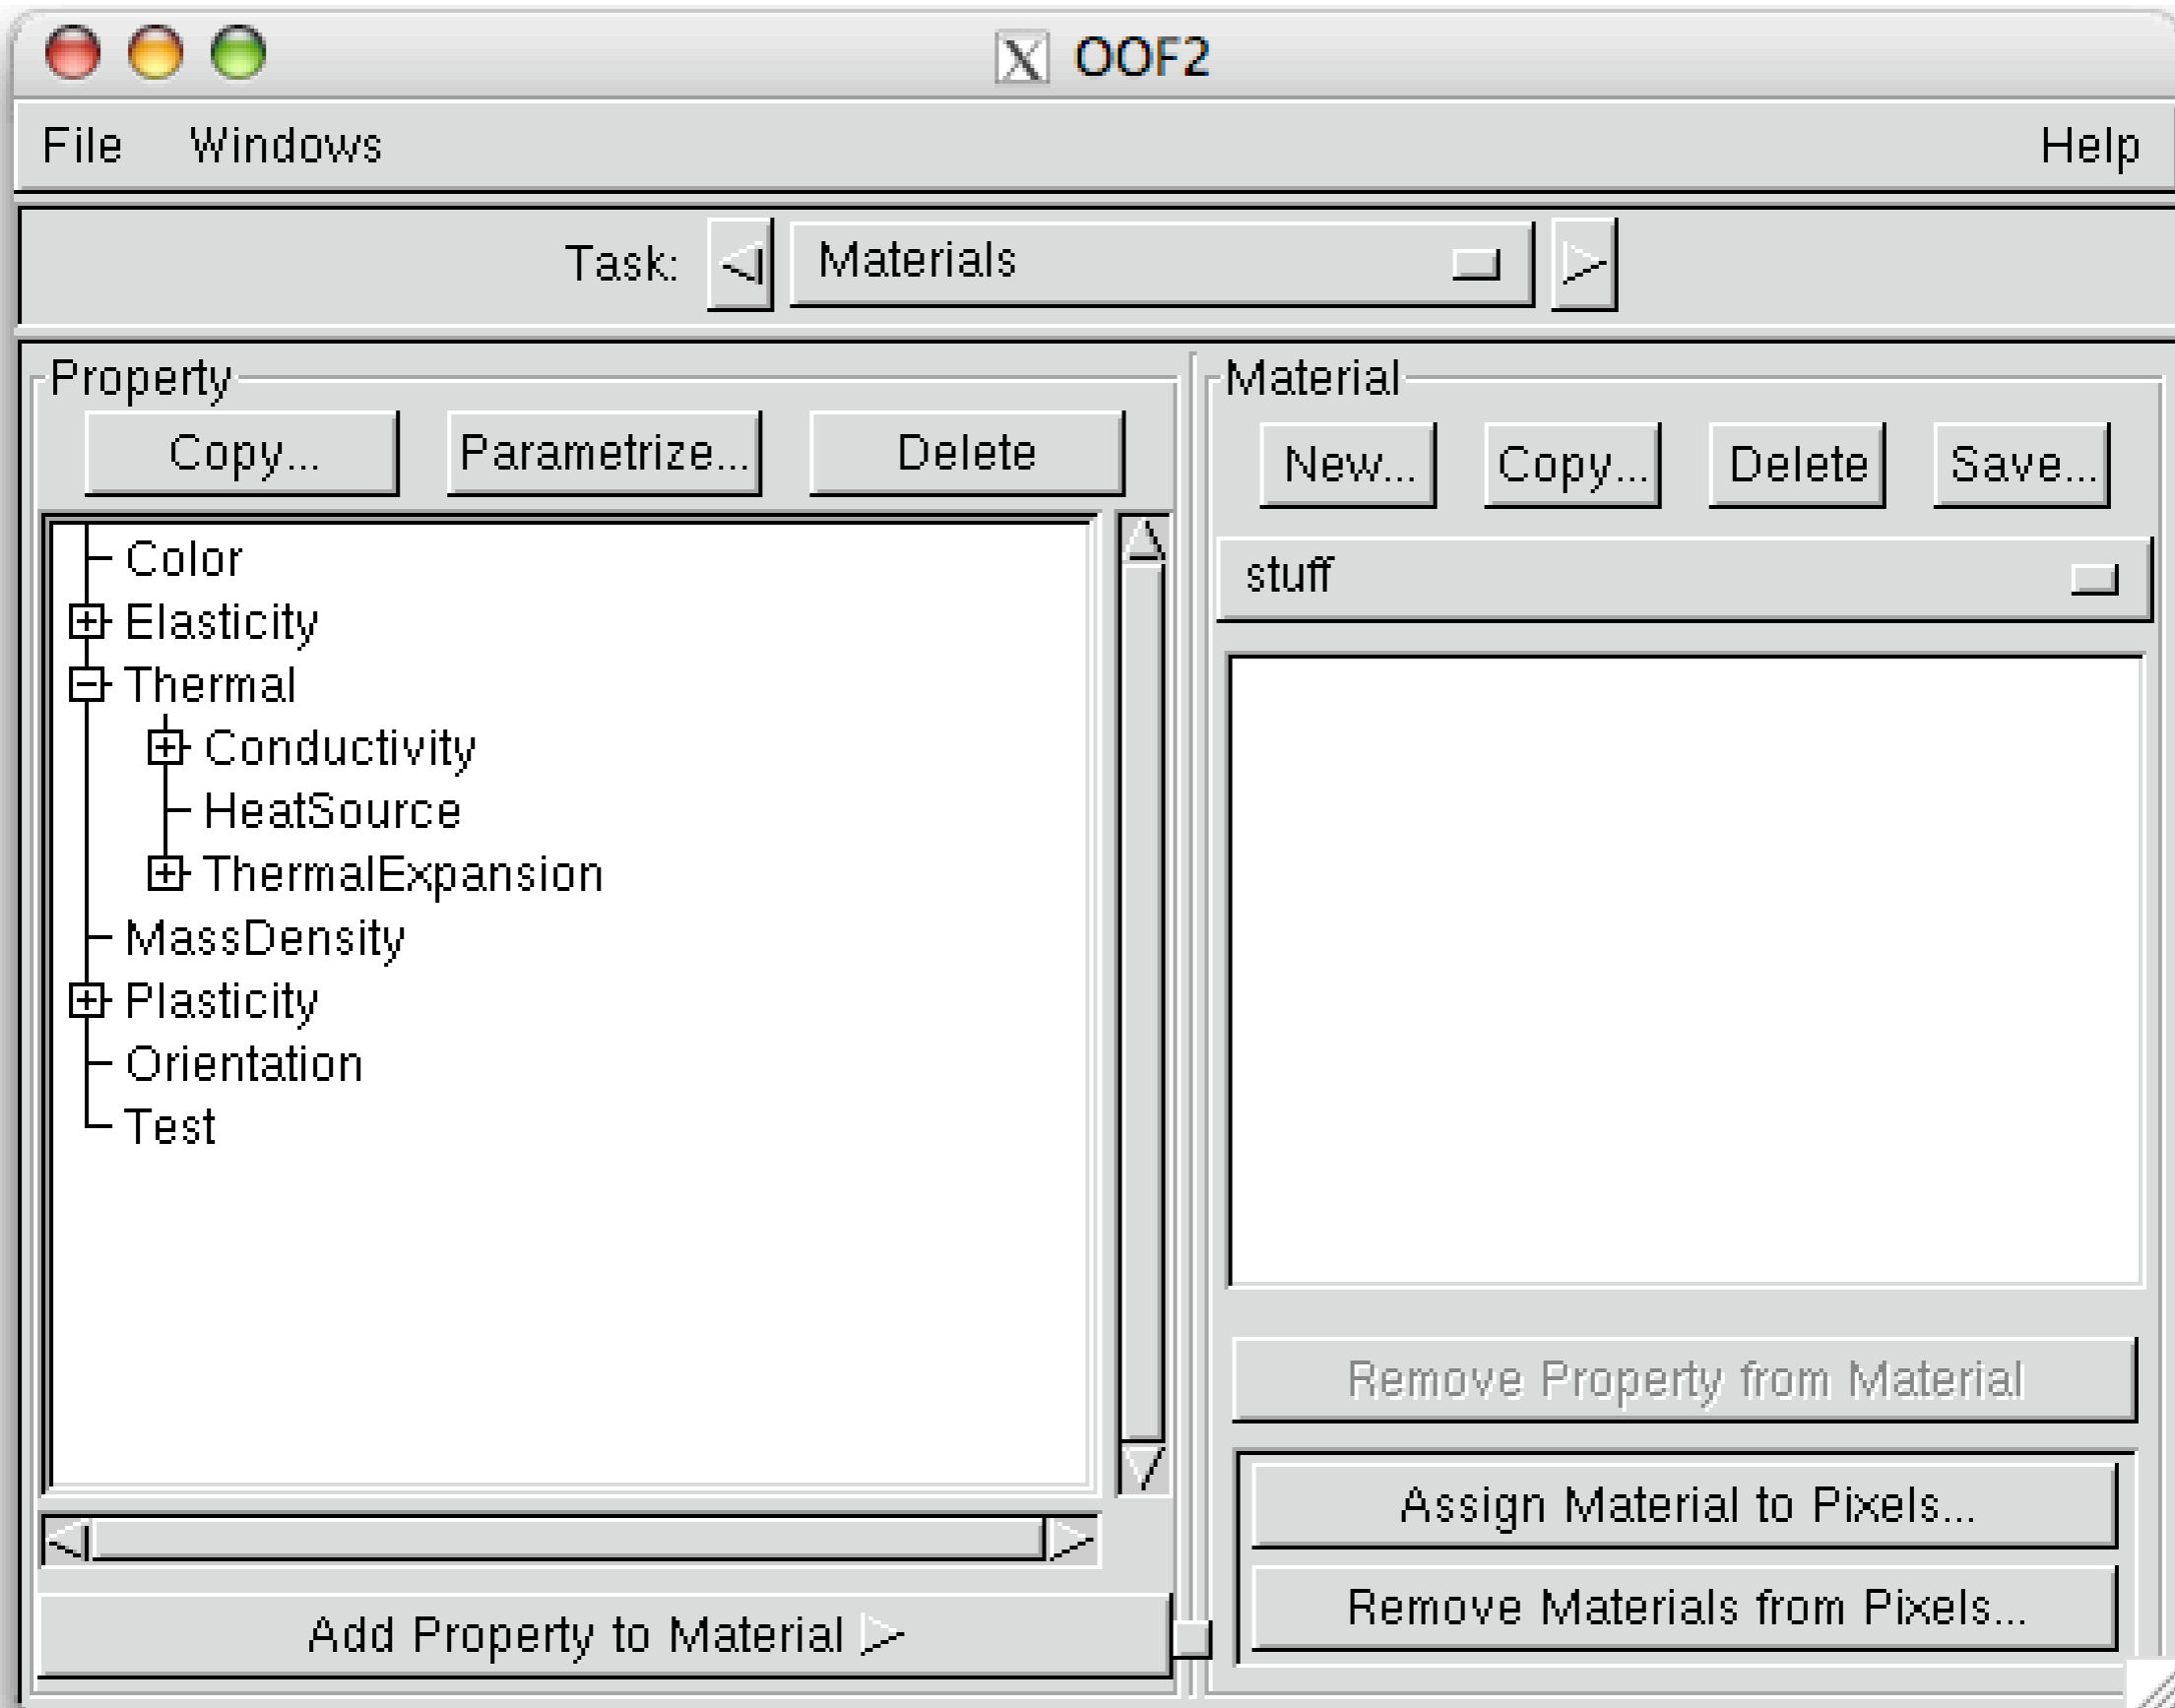 OOF2
File Windows Help
Task: Materials
Property
Copy... Parametrize... Delete
Color
Elasticity
Thermal
Conductivity
HeatSource
ThermalExpansion
MassDensity
Plasticity
Orientation
Test
Add Property to Material
Material
New... Copy... Delete Save...
stuff
Remove Property from Material
Assign Material to Pixels...
Remove Materials from Pixels...